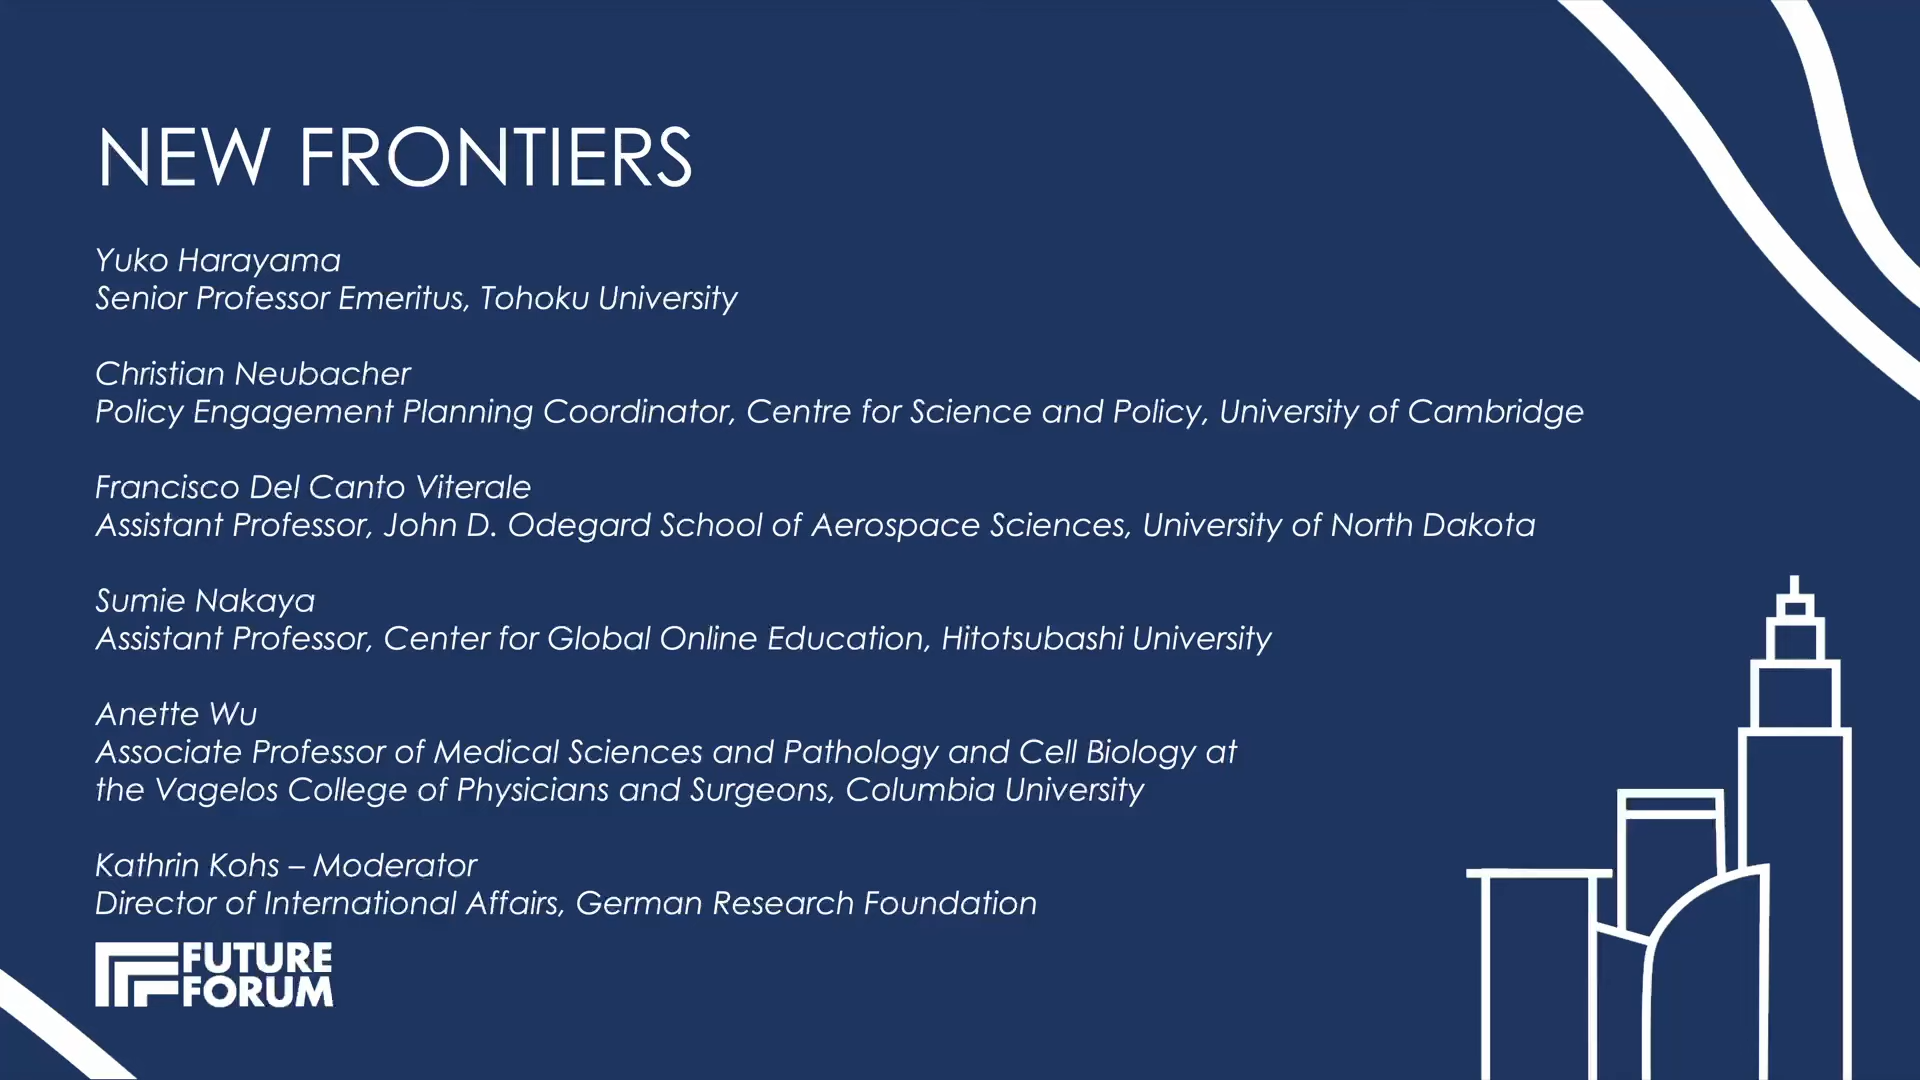 NEW FRONTIERS
Yuko Harayama
Senior Professor Emeritus, Tohoku University
Christian Neubacher
Policy Engagement Planning Coordinator, Centre for Science and Policy, University of Cambridge
Francisco Del Canto Viterale
Assistant Professor, John D. Odegard School of Aerospace Sciences, University of North Dakota
Sumie Nakaya
Assistant Professor, Center for Global Online Education, Hitotsubashi University
Anette Wu
Associate Professor of Medical Sciences and Pathology and Cell Biology at
the Vagelos College of Physicians and Surgeons, Columbia University
Kathrin Kohs – Moderator
Director of International Affairs, German Research Foundation
FUTURE
FORUM